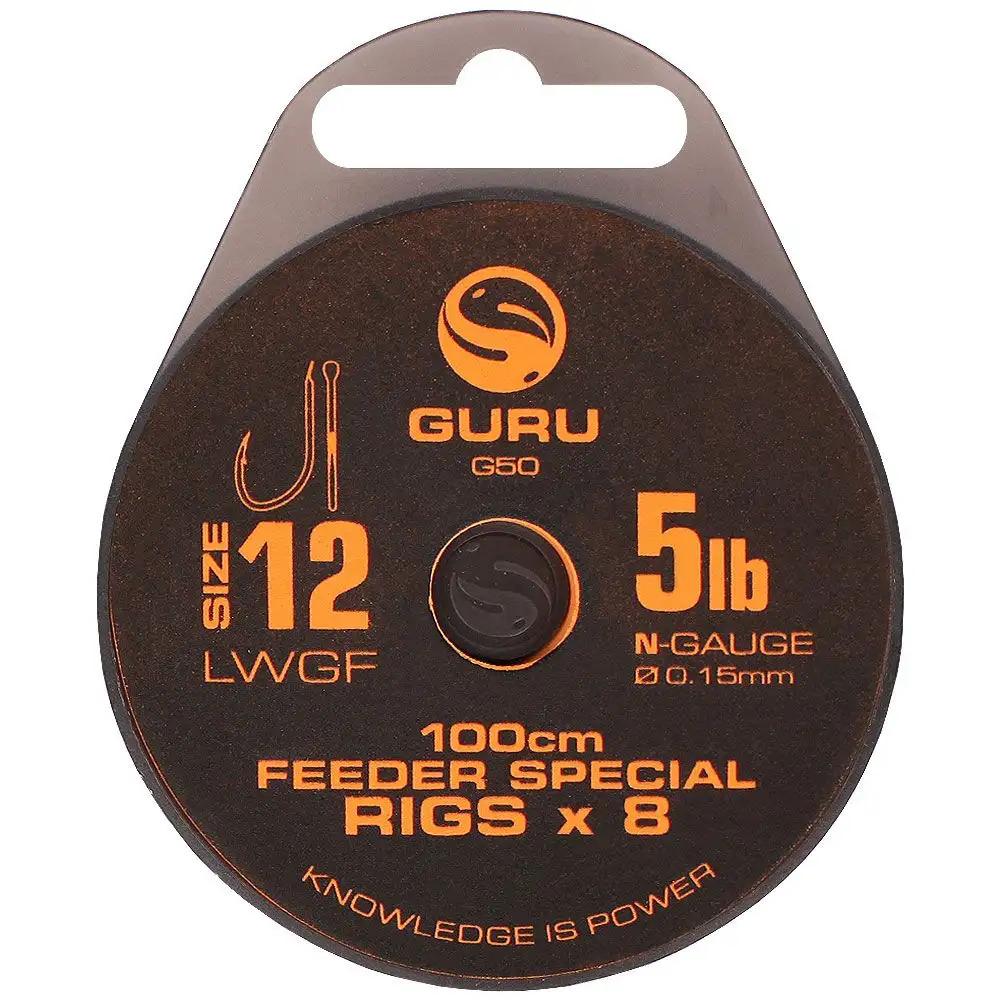 GURU
G50
SIZE 12
LWGF
5lb
N-GAUGE
Ø 0.15mm
100cm
FEEDER SPECIAL
RIGS x 8
KNOWLEDGE IS POWER